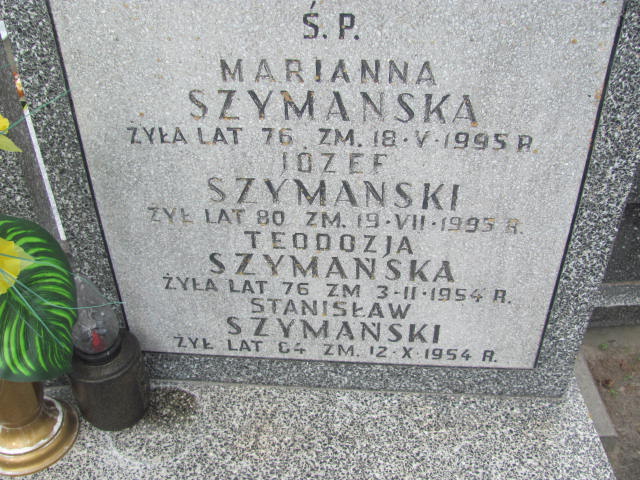 Ś. P.
MARIANNA
SZYMAŃSKA
ŻYŁA LAT 76 ZM. 18·V·1995 R.
JÓZEF
SZYMAŃSKI
ŻYŁ LAT 80 ZM. 19·VII·1995 R.
TEODOZJA
SZYMAŃSKA
ŻYŁA LAT 76 ZM 3·II·1954 R.
STANISŁAW
SZYMAŃSKI
ŻYŁ LAT 84 ZM. 12·X·1954 R.